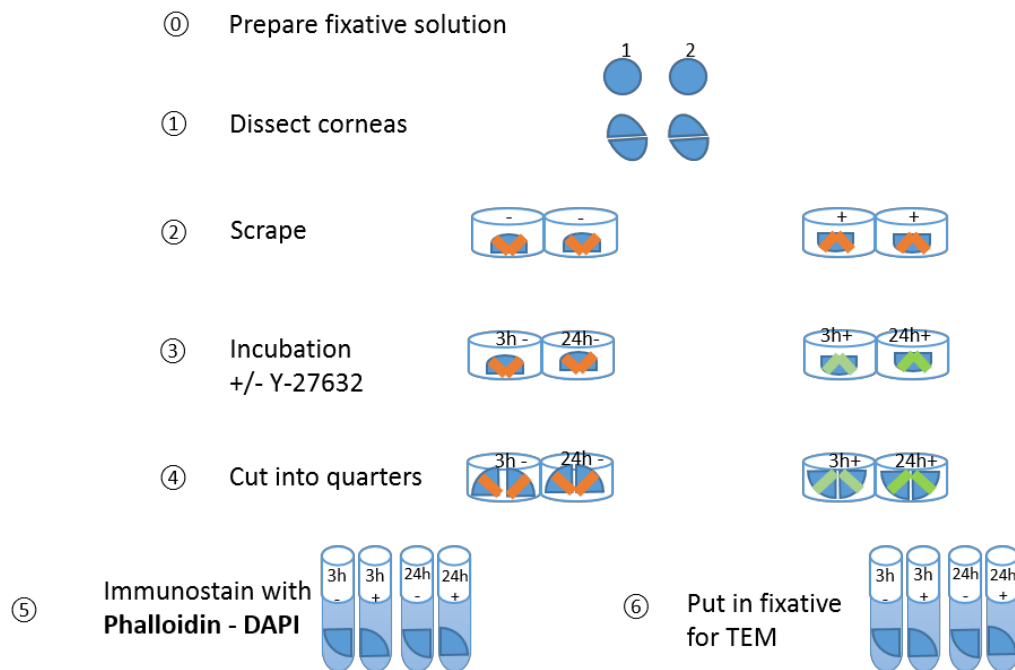 ⓪ Prepare fixative solution
1 2
① Dissect corneas
② Scrape - - + +
③ Incubation 3h - 24h- 3h+ 24h+
+/- Y-27632
④ Cut into quarters 3h - 24h - 3h+ 24h+
⑤ Immunostain with
Phalloidin - DAPI
3h 3h 24h 24h
- + - +
⑥ Put in fixative
for TEM
3h 3h 24h 24h
- + - +